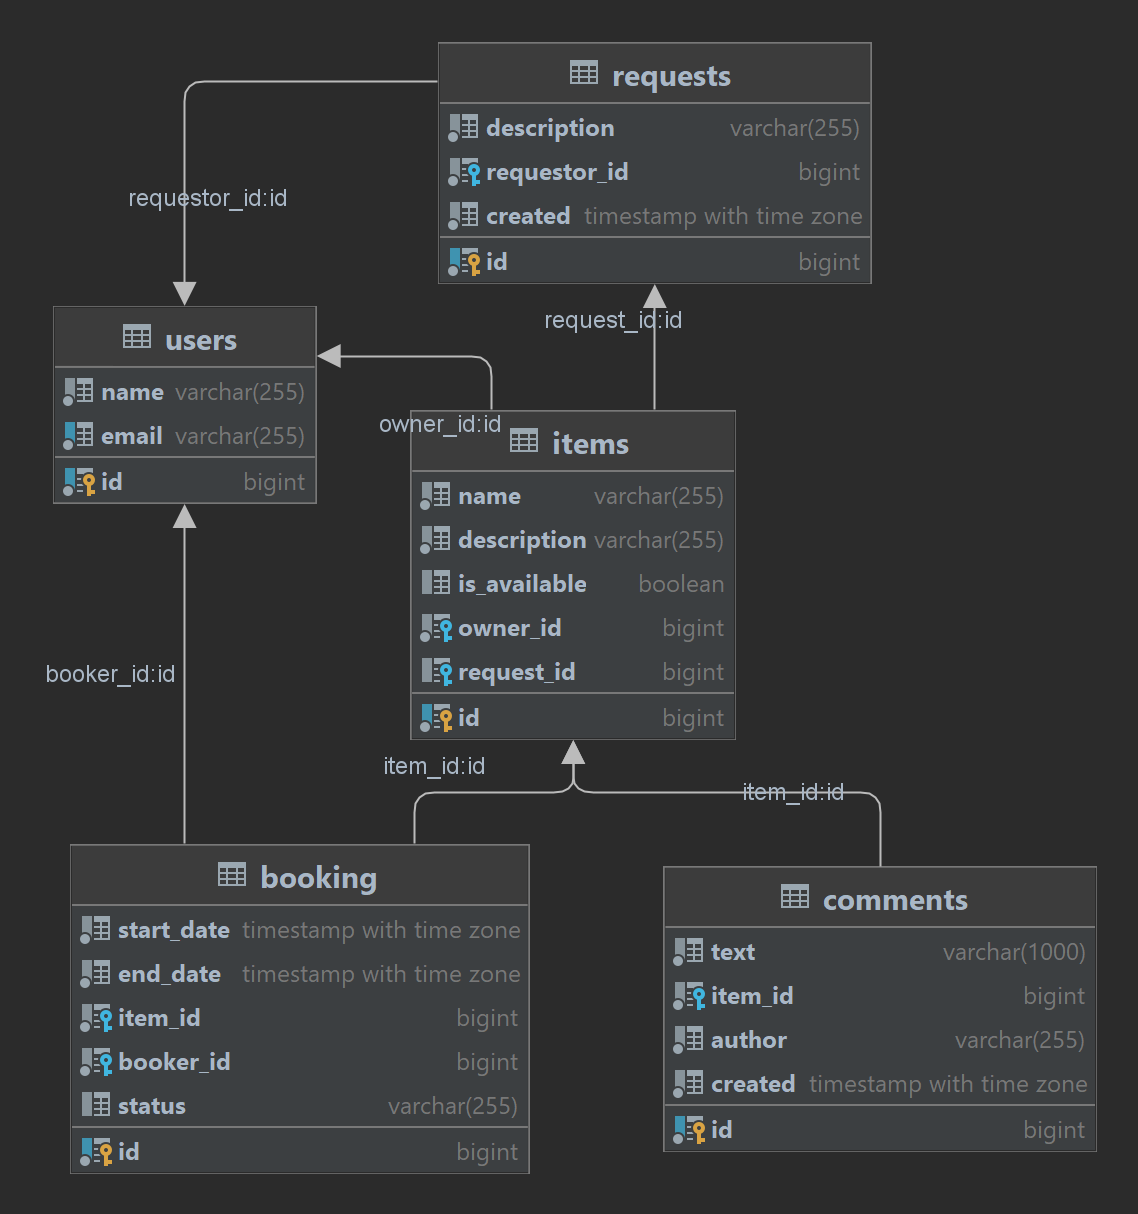 requests
description varchar(255)
requestor_id bigint
created timestamp with time zone
id bigint
requestor_id:id
request_id:id
users
name varchar(255)
email varchar(255)
id bigint
owner_id:id
items
name varchar(255)
description varchar(255)
is_available boolean
owner_id bigint
request_id bigint
id bigint
booker_id:id
item_id:id
item_id:id
booking
start_date timestamp with time zone
end_date timestamp with time zone
item_id bigint
booker_id bigint
status varchar(255)
id bigint
comments
text varchar(1000)
item_id bigint
author varchar(255)
created timestamp with time zone
id bigint